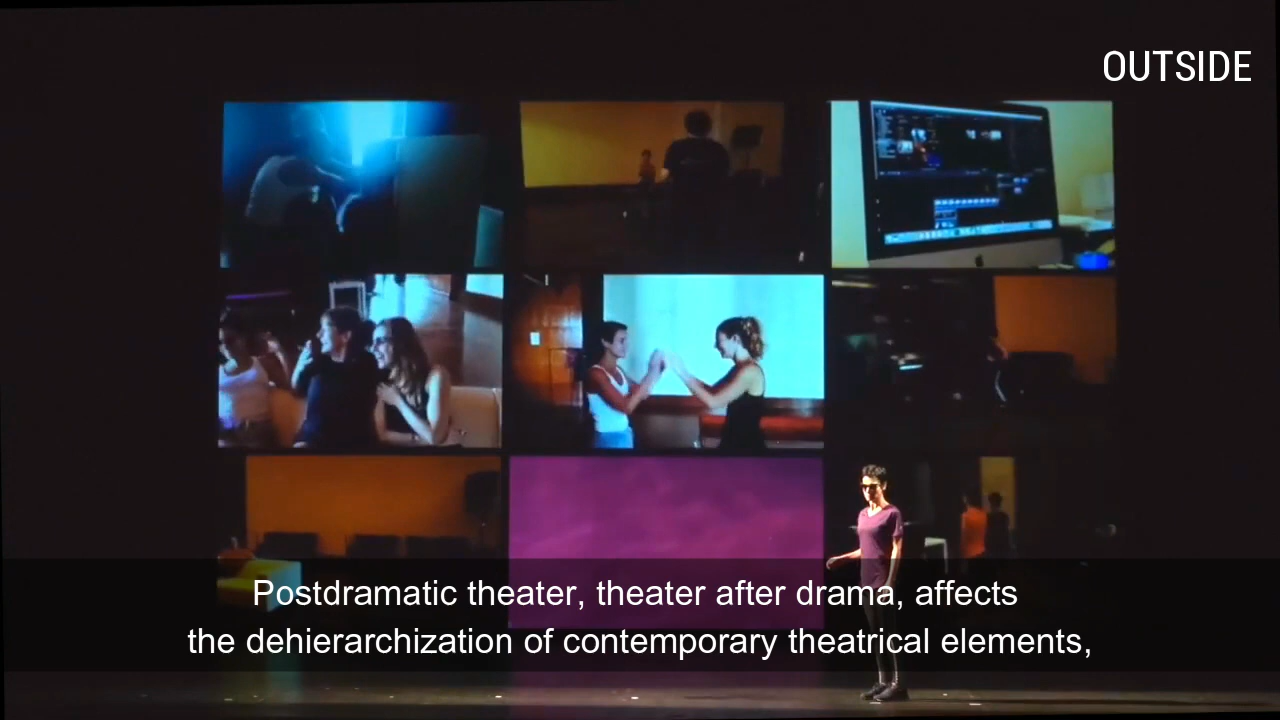 OUTSIDE
Postdramatic theater, theater after drama, affects
the dehierarchization of contemporary theatrical elements,